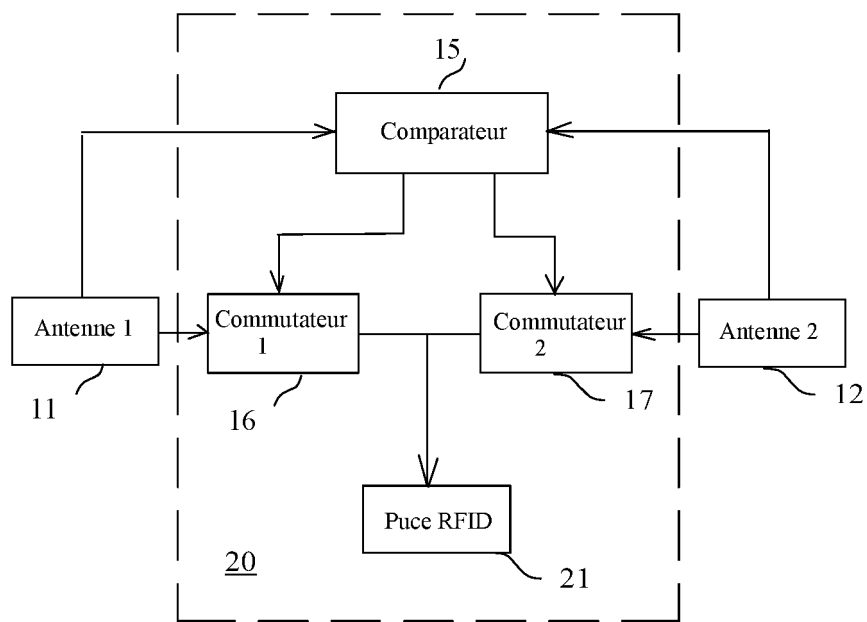 15
Comparateur
Antenne 1
Commutateur
1
Commutateur
2
Antenne 2
11
16
17
12
Puce RFID
20
21